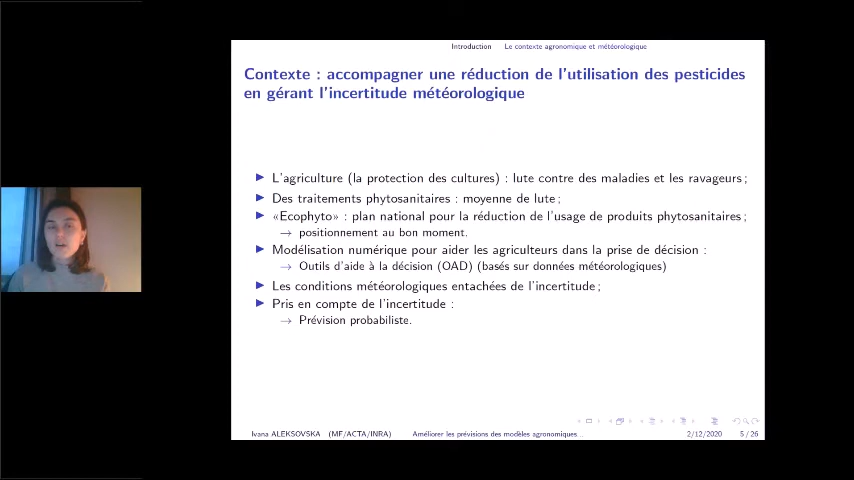 Introduction Le contexte agronomique et météorologique
Contexte : accompagner une réduction de l'utilisation des pesticides
en gérant l'incertitude météorologique
L'agriculture (la protection des cultures) : lute contre des maladies et les ravageurs ;
Des traitements phytosanitaires : moyenne de lute ;
«Ecophyto» : plan national pour la réduction de l'usage de produits phytosanitaires ;
→ positionnement au bon moment.
Modélisation numérique pour aider les agriculteurs dans la prise de décision :
→ Outils d'aide à la décision (OAD) (basés sur données météorologiques)
Les conditions météorologiques entachées de l'incertitude ;
Pris en compte de l'incertitude :
→ Prévision probabiliste.
Ivana ALEKSOVSKA (MF/ACTA/INRA) Améliorer les prévisions des modèles agronomiques... 2/12/2020 5 / 26